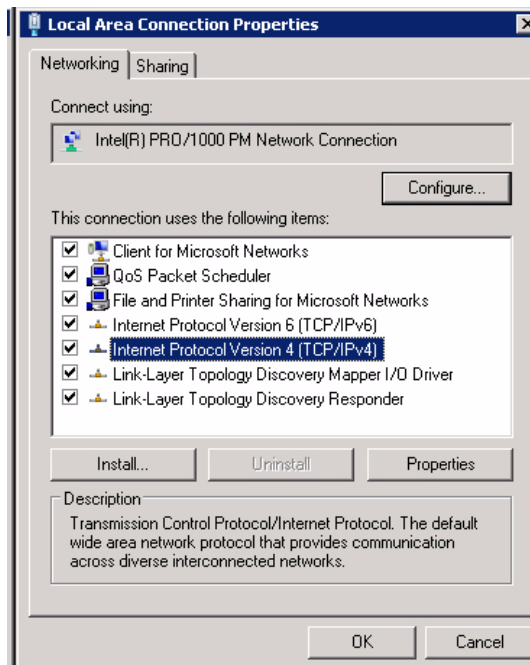 Local Area Connection Properties
Networking
Sharing
Connect using:
Intel(R) PRO/1000 PM Network Connection
Configure...
This connection uses the following items:
Client for Microsoft Networks
QoS Packet Scheduler
File and Printer Sharing for Microsoft Networks
Internet Protocol Version 6 (TCP/IPv6)
Internet Protocol Version 4 (TCP/IPv4)
Link-Layer Topology Discovery Mapper I/O Driver
Link-Layer Topology Discovery Responder
Install...
Uninstall
Properties
Description
Transmission Control Protocol/Internet Protocol. The default
wide area network protocol that provides communication
across diverse interconnected networks.
OK
Cancel